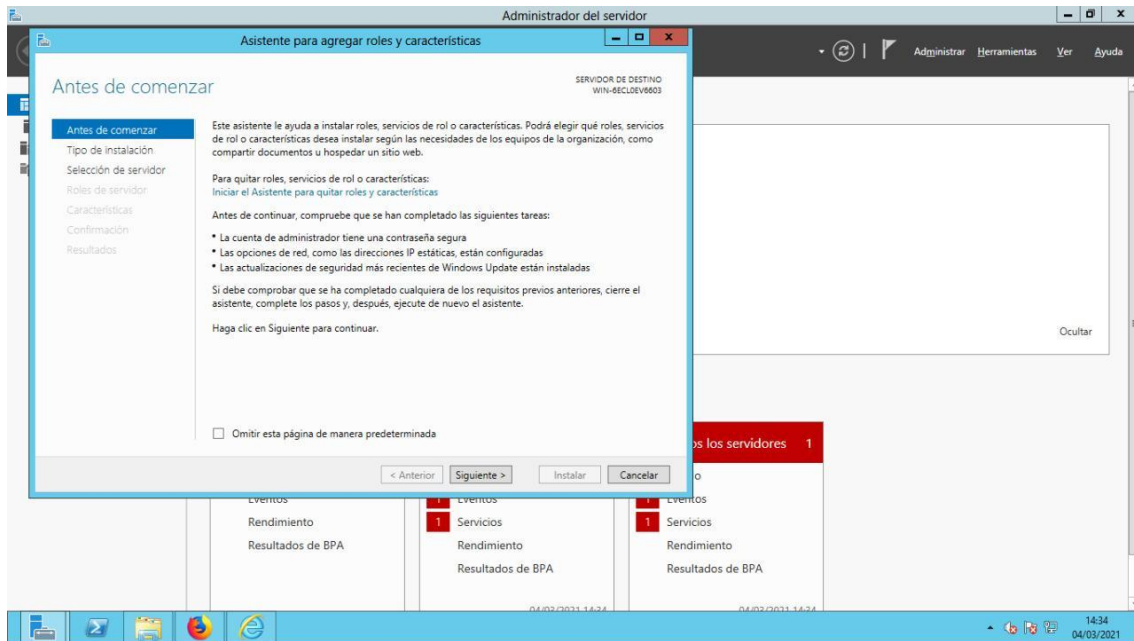 Administrador del servidor
Administrar Herramientas Ver Ayuda
Asistente para agregar roles y características
Antes de comenzar
SERVIDOR DE DESTINO
WIN-6ECL0EV6603
Antes de comenzar
Tipo de instalación
Selección de servidor
Roles de servidor
Características
Confirmación
Resultados
Este asistente le ayuda a instalar roles, servicios de rol o características. Podrá elegir qué roles, servicios
de rol o características desea instalar según las necesidades de los equipos de la organización, como
compartir documentos u hospedar un sitio web.
Para quitar roles, servicios de rol o características:
Iniciar el Asistente para quitar roles y características
Antes de continuar, compruebe que se han completado las siguientes tareas:
• La cuenta de administrador tiene una contraseña segura
• Las opciones de red, como las direcciones IP estáticas, están configuradas
• Las actualizaciones de seguridad más recientes de Windows Update están instaladas
Si debe comprobar que se ha completado cualquiera de los requisitos previos anteriores, cierre el
asistente, complete los pasos y, después, ejecute de nuevo el asistente.
Haga clic en Siguiente para continuar.
Omitir esta página de manera predeterminada
< Anterior Siguiente > Instalar Cancelar
Ocultar
los servidores 1
Eventos
Rendimiento
Resultados de BPA
1 Eventos
1 Servicios
Rendimiento
Resultados de BPA
04/03/2021 14:34
1 Eventos
1 Servicios
Rendimiento
Resultados de BPA
04/03/2021 14:34
14:34
04/03/2021